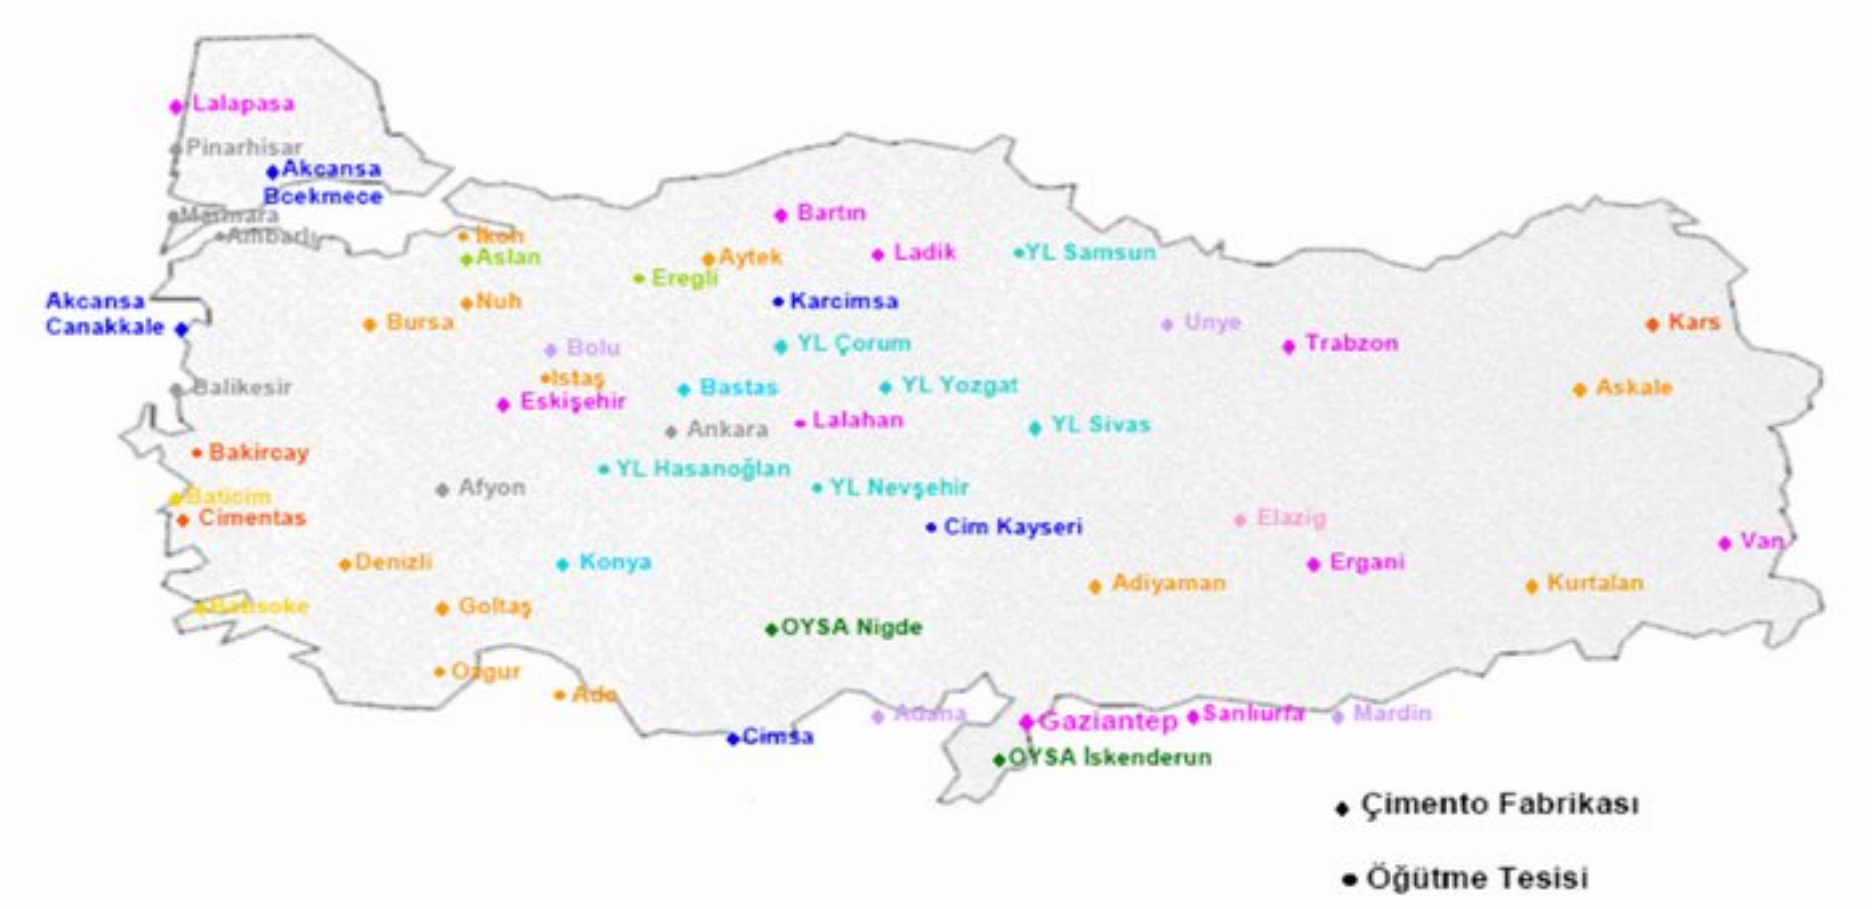 Lalapasa
Pinarhisar
Akcansa
Bcekmece
Marmara
Ambarlı
Ikon
Aslan
Bartın
Ladik
YL Samsun
Aytek
Eregli
Akcansa
Canakkale
Nuh
Bursa
Karcimsa
Unye
Kars
Bolu
YL Çorum
Trabzon
Istaş
Balikesir
Eskişehir
Bastas
YL Yozgat
Askale
Ankara
Lalahan
YL Sivas
Bakircay
YL Hasanoğlan
Afyon
YL Nevşehir
Baticim
Cimentas
Cim Kayseri
Elazig
Van
Denizli
Konya
Ergani
Adiyaman
Kurtalan
Batisoke
Goltaş
OYSA Nigde
Ozgur
Ado
Cimsa
Adana
Gaziantep
Sanlıurfa
Mardin
OYSA İskenderun
Çimento Fabrikası
Öğütme Tesisi